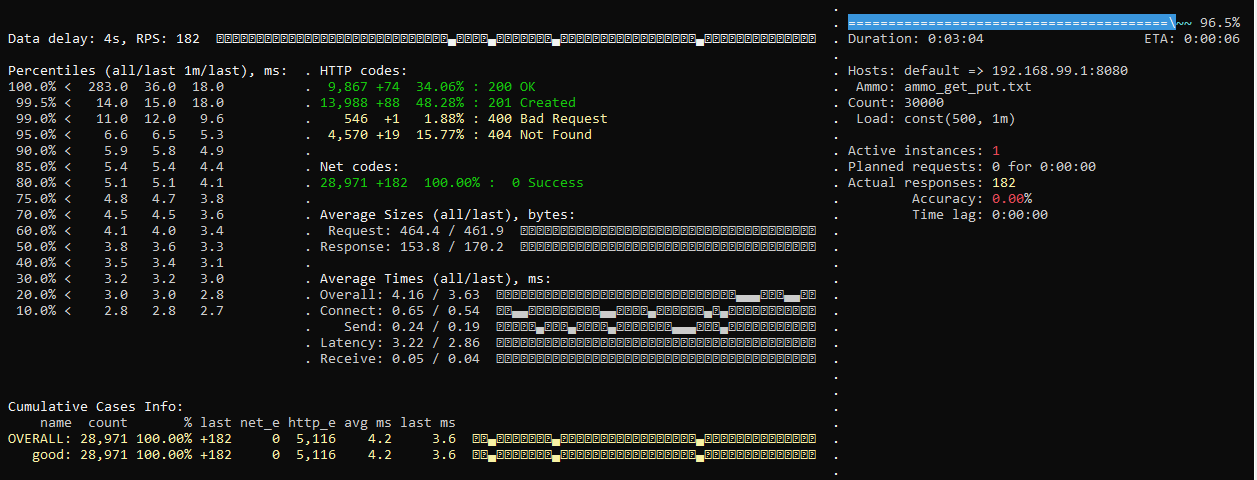 Data delay: 4s, RPS: 182
Percentiles (all/last 1m/last), ms:
100.0% < 283.0 36.0 18.0
99.5% < 14.0 15.0 18.0
99.0% < 11.0 12.0 9.6
95.0% < 6.6 6.5 5.3
90.0% < 5.9 5.8 4.9
85.0% < 5.4 5.4 4.4
80.0% < 5.1 5.1 4.1
75.0% < 4.8 4.7 3.8
70.0% < 4.5 4.5 3.6
60.0% < 4.1 4.0 3.4
50.0% < 3.8 3.6 3.3
40.0% < 3.5 3.4 3.1
30.0% < 3.2 3.2 3.0
20.0% < 3.0 3.0 2.8
10.0% < 2.8 2.8 2.7
. HTTP codes:
. 9,867 +74 34.06% : 200 OK
. 13,988 +88 48.28% : 201 Created
. 546 +1 1.88% : 400 Bad Request
. 4,570 +19 15.77% : 404 Not Found
.
. Net codes:
. 28,971 +182 100.00% : 0 Success
.
. Average Sizes (all/last), bytes:
. Request: 464.4 / 461.9
. Response: 153.8 / 170.2
.
. Average Times (all/last), ms:
. Overall: 4.16 / 3.63
. Connect: 0.65 / 0.54
. Send: 0.24 / 0.19
. Latency: 3.22 / 2.86
. Receive: 0.05 / 0.04
Cumulative Cases Info:
name count % last net_e http_e avg ms last ms
OVERALL: 28,971 100.00% +182 0 5,116 4.2 3.6
good: 28,971 100.00% +182 0 5,116 4.2 3.6
========================================\~~ 96.5%
Duration: 0:03:04 ETA: 0:00:06
Hosts: default => 192.168.99.1:8080
Ammo: ammo_get_put.txt
Count: 30000
Load: const(500, 1m)
Active instances: 1
Planned requests: 0 for 0:00:00
Actual responses: 182
Accuracy: 0.00%
Time lag: 0:00:00